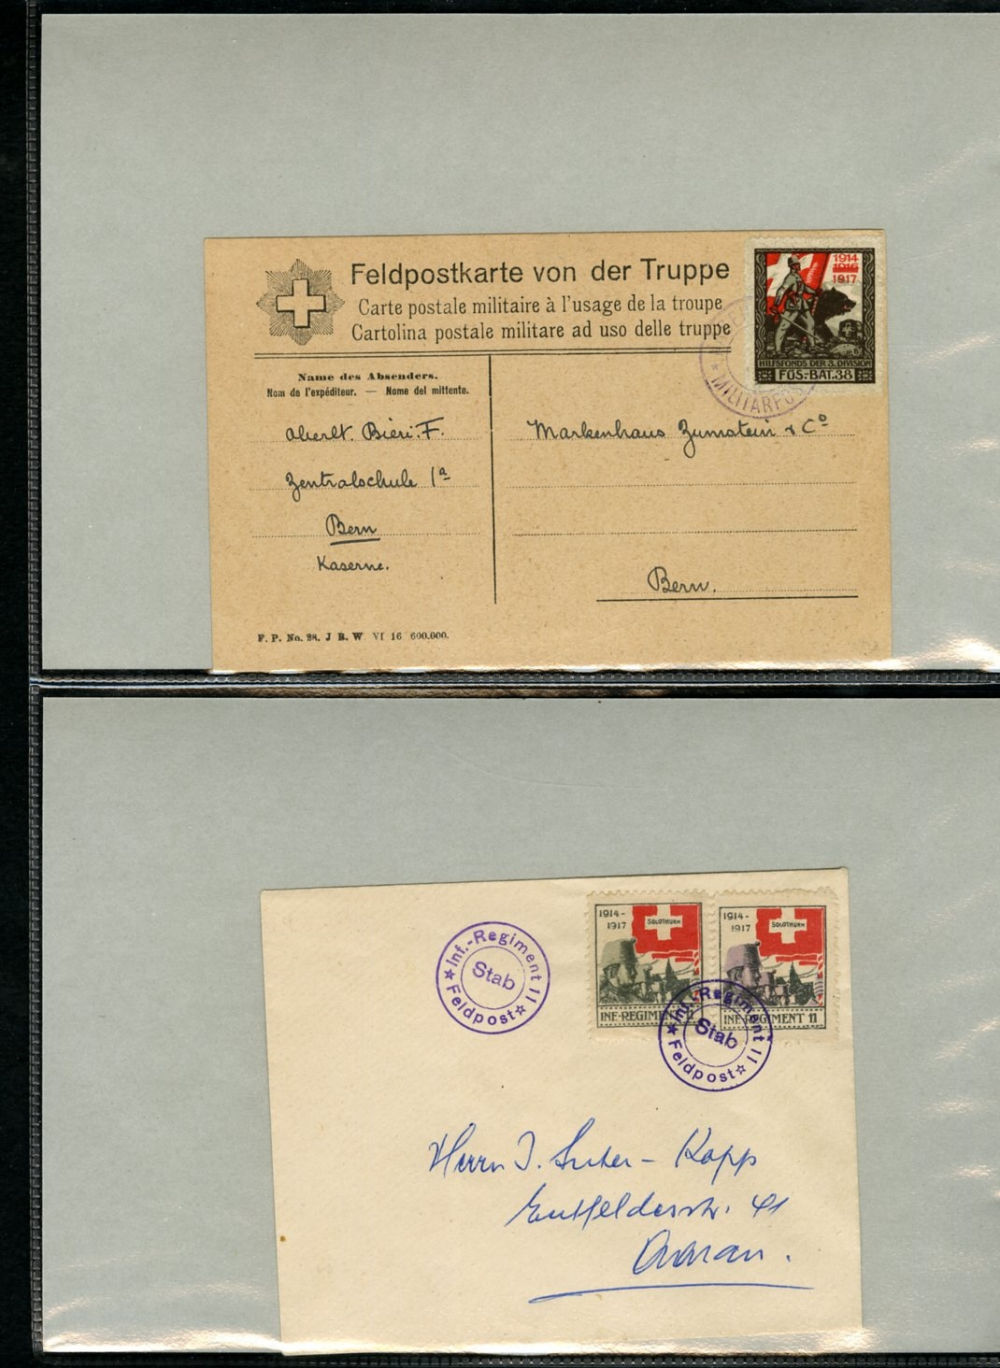 Feldpostkarte von der Truppe
Carte postale militaire à l'usage de la troupe
Cartolina postale militare ad uso delle truppe
1914
1916
1917
HILFSFONDS DER 3. DIVISION
FÜS.-BAT. 38
MILITÄRPO
Name des Absenders.
Nom de l'expéditeur. — Nome del mittente.
Oberlt. Bieri. F.
Zentralschule 1a
Bern
Kaserne.
Markenhaus Zumstein & Co
Bern.
F. P. No. 28. J B. W VI 16 600.000.
Inf.-Regiment 11
Stab
Feldpost
1914-
1917
SOLOTHURN
INF-REGIMENT 11
1914-
1917
SOLOTHURN
INF-REGIMENT 11
Inf.-Regiment 11
Stab
Feldpost
Herrn J. Suter-Kopp
41
Aarau.